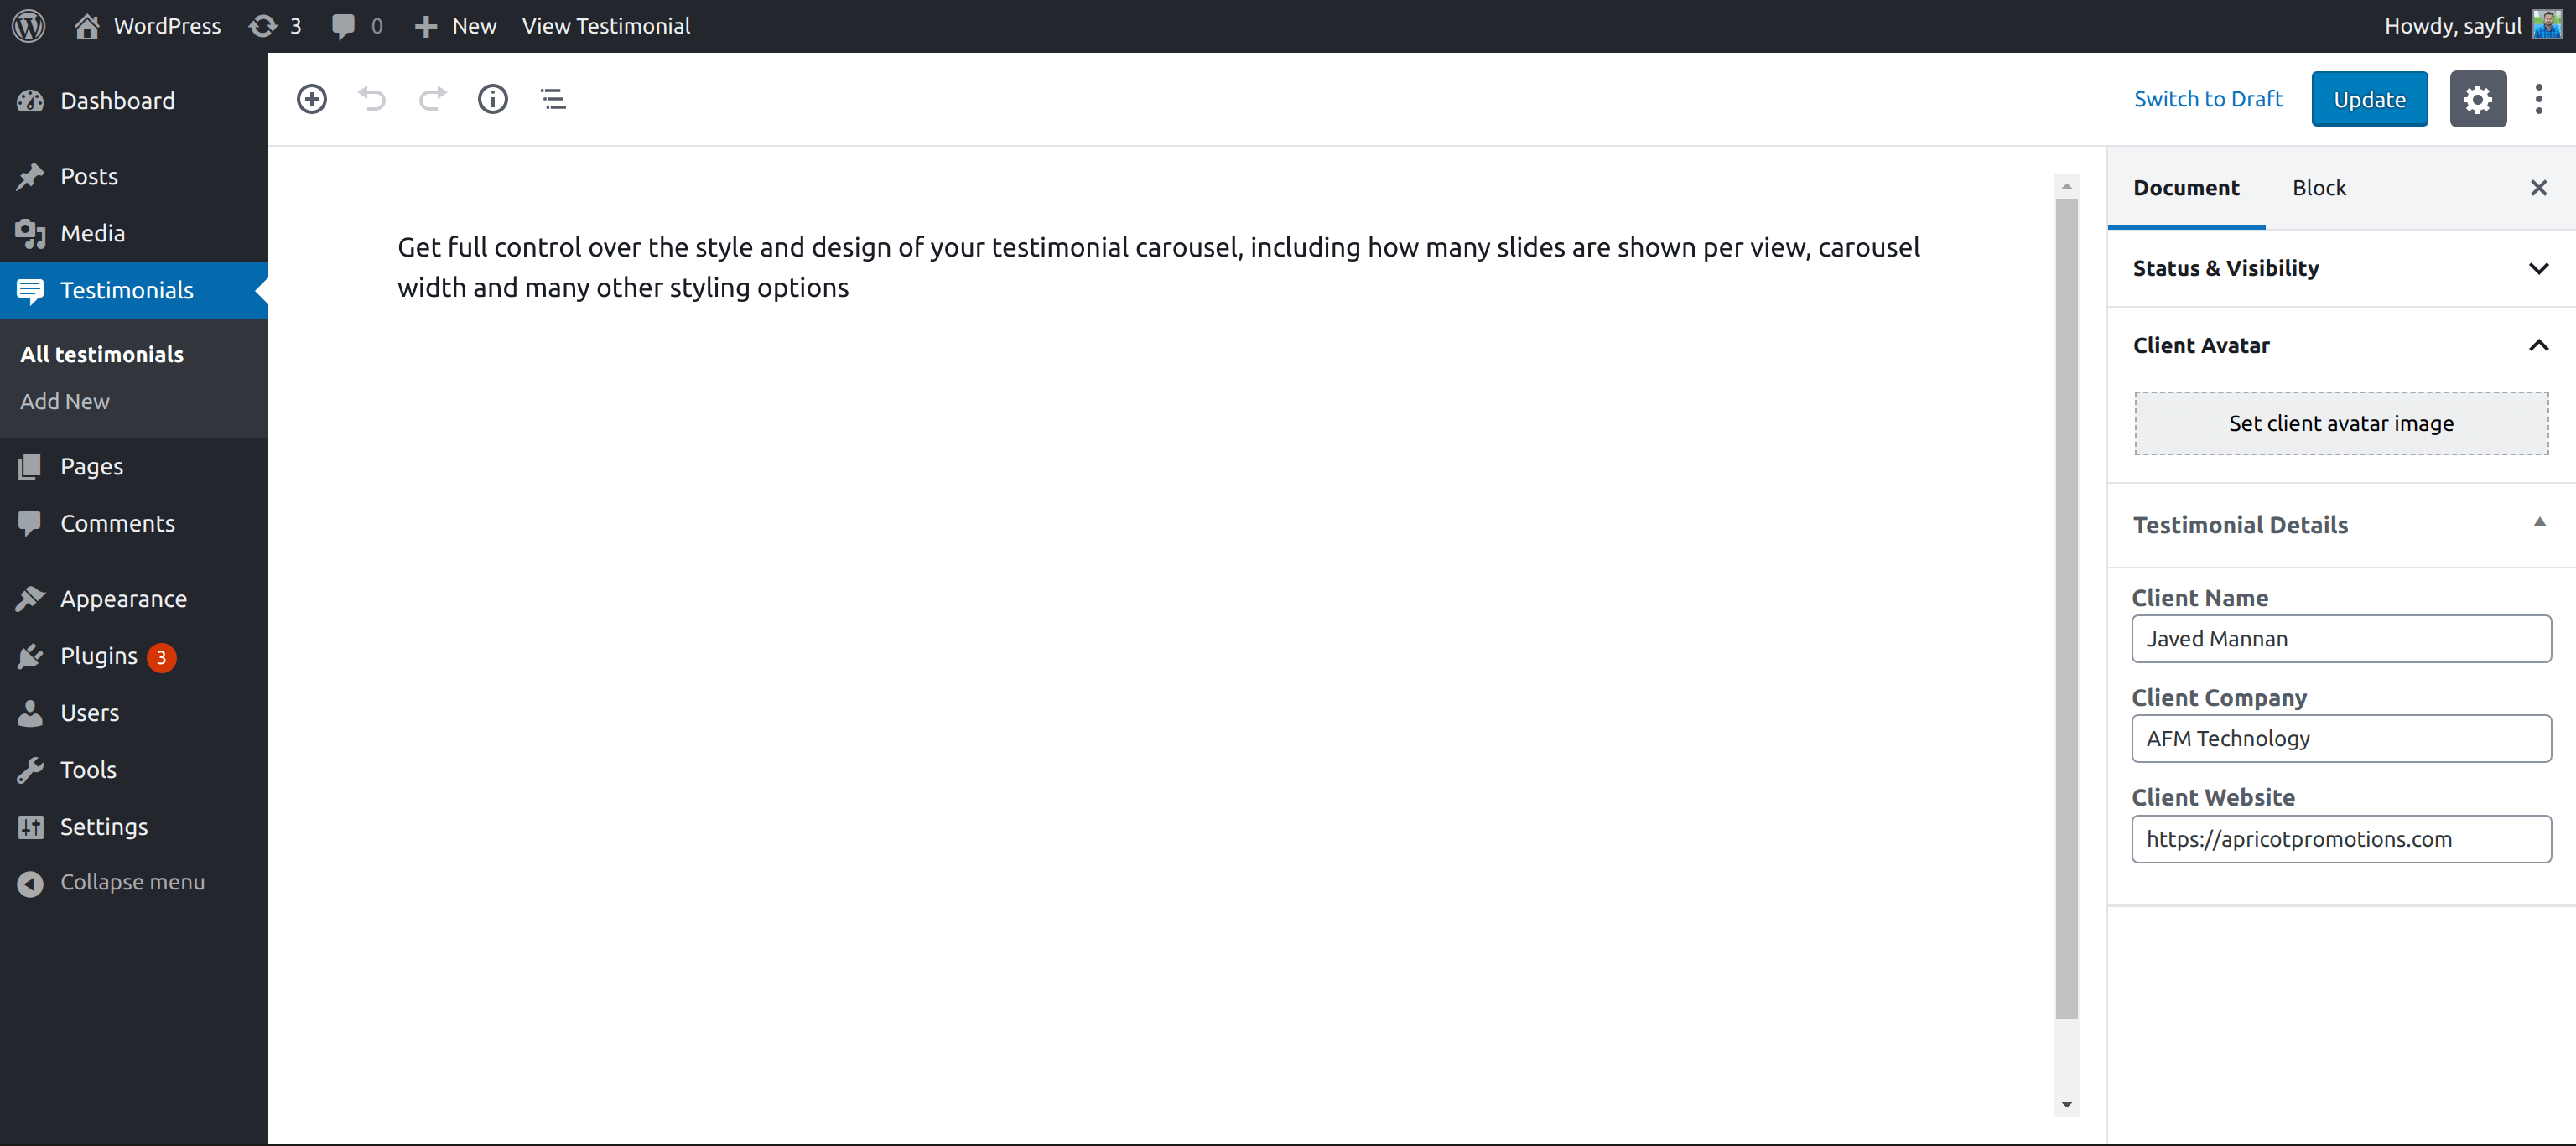 WordPress 3 0 New View Testimonial Howdy, sayful
Dashboard
Posts
Media
Testimonials
All testimonials
Add New
Pages
Comments
Appearance
Plugins 3
Users
Tools
Settings
Collapse menu
Switch to Draft Update
Get full control over the style and design of your testimonial carousel, including how many slides are shown per view, carousel
width and many other styling options
Document Block
Status & Visibility
Client Avatar
Set client avatar image
Testimonial Details
Client Name
Javed Mannan
Client Company
AFM Technology
Client Website
https://apricotpromotions.com